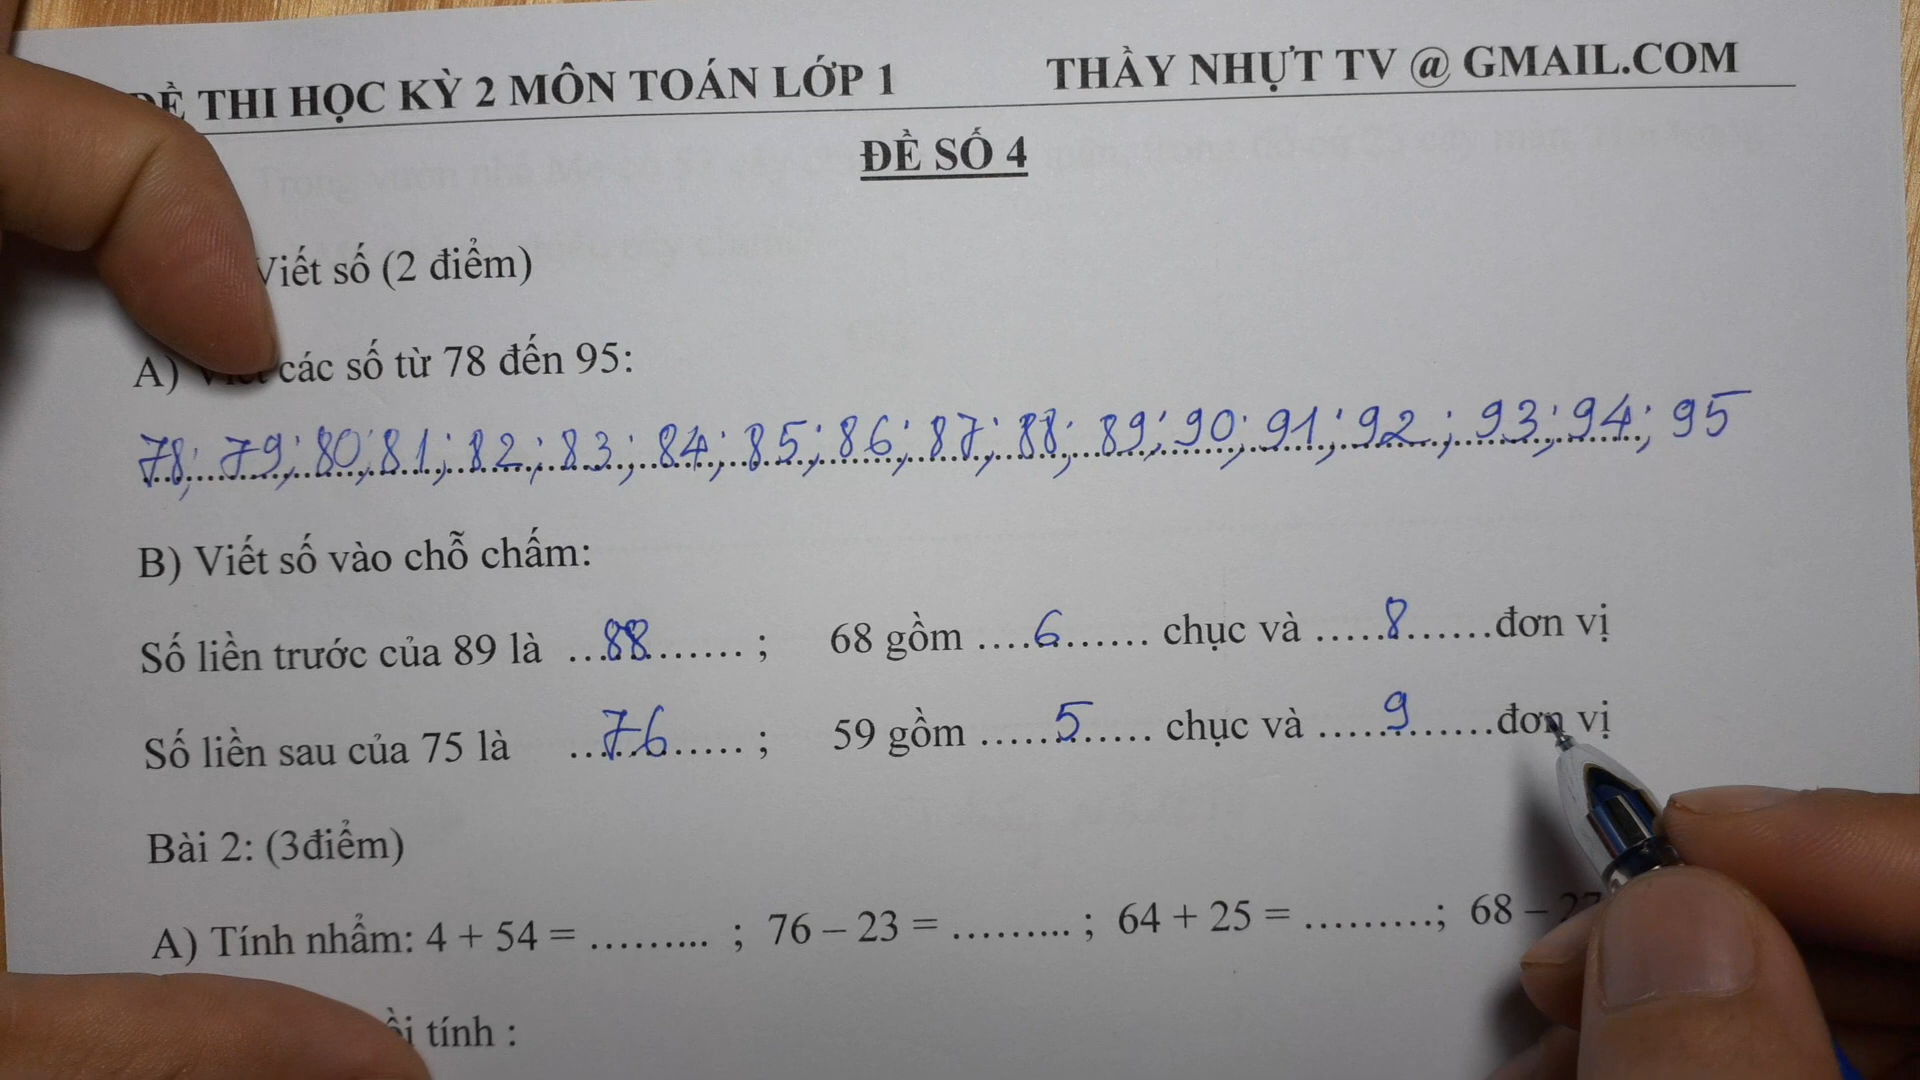 THI HỌC KỲ 2 MÔN TOÁN LỚP 1 THẦY NHỰT TV @ GMAIL.COM
ĐỀ SỐ 4
Viết số (2 điểm)
A) Viết các số từ 78 đến 95:
78; 79; 80; 81; 82; 83; 84; 85; 86; 87; 88; 89; 90; 91; 92; 93; 94; 95
B) Viết số vào chỗ chấm:
Số liền trước của 89 là ...88......... ; 68 gồm ....6....... chục và .....8.......đơn vị
Số liền sau của 75 là ...76......... ; 59 gồm .....5...... chục và .....9.......đơn vị
Bài 2: (3điểm)
A) Tính nhẩm: 4 + 54 = ......... ; 76 – 23 = ......... ; 64 + 25 = .........; 68 –
tính :